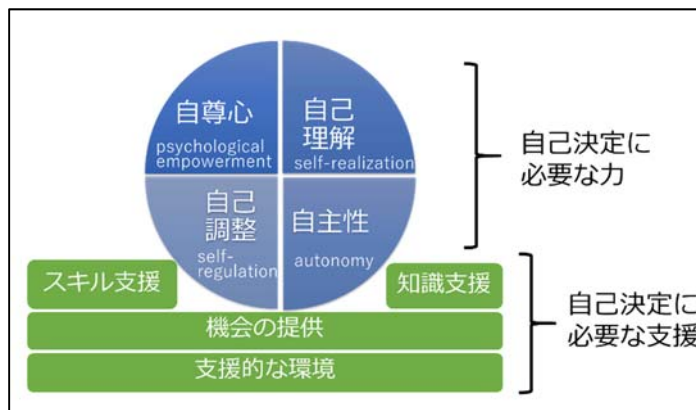 自尊心
psychological
empowerment
自己
理解
self-realization
自己
調整
self-
regulation
自主性
autonomy
自己決定に
必要な力
スキル支援
知識支援
機会の提供
支援的な環境
自己決定に
必要な支援